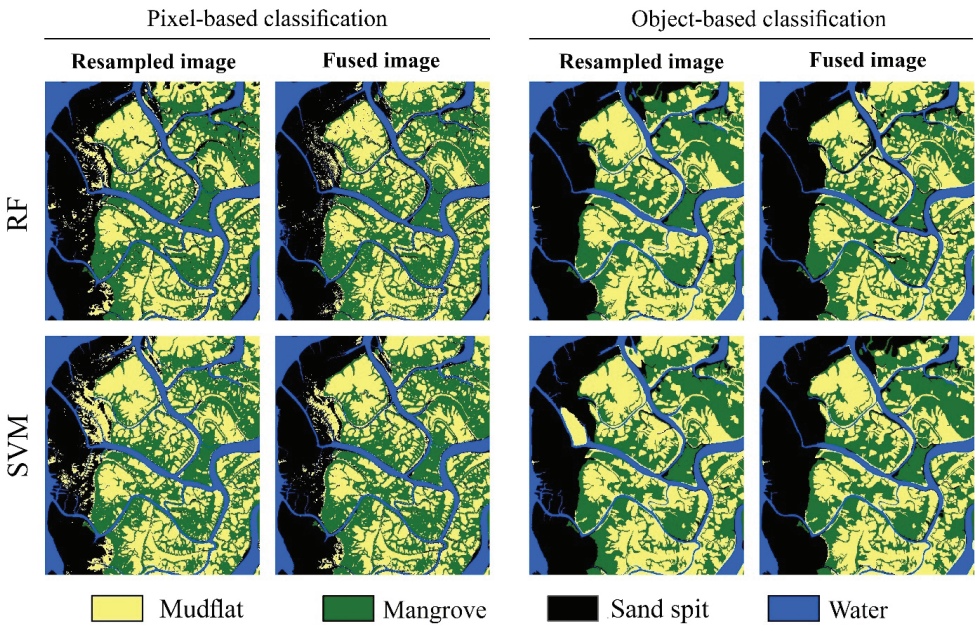 Pixel-based classification Object-based classification
Resampled image Fused image Resampled image Fused image
RF
SVM
Mudflat Mangrove Sand spit Water